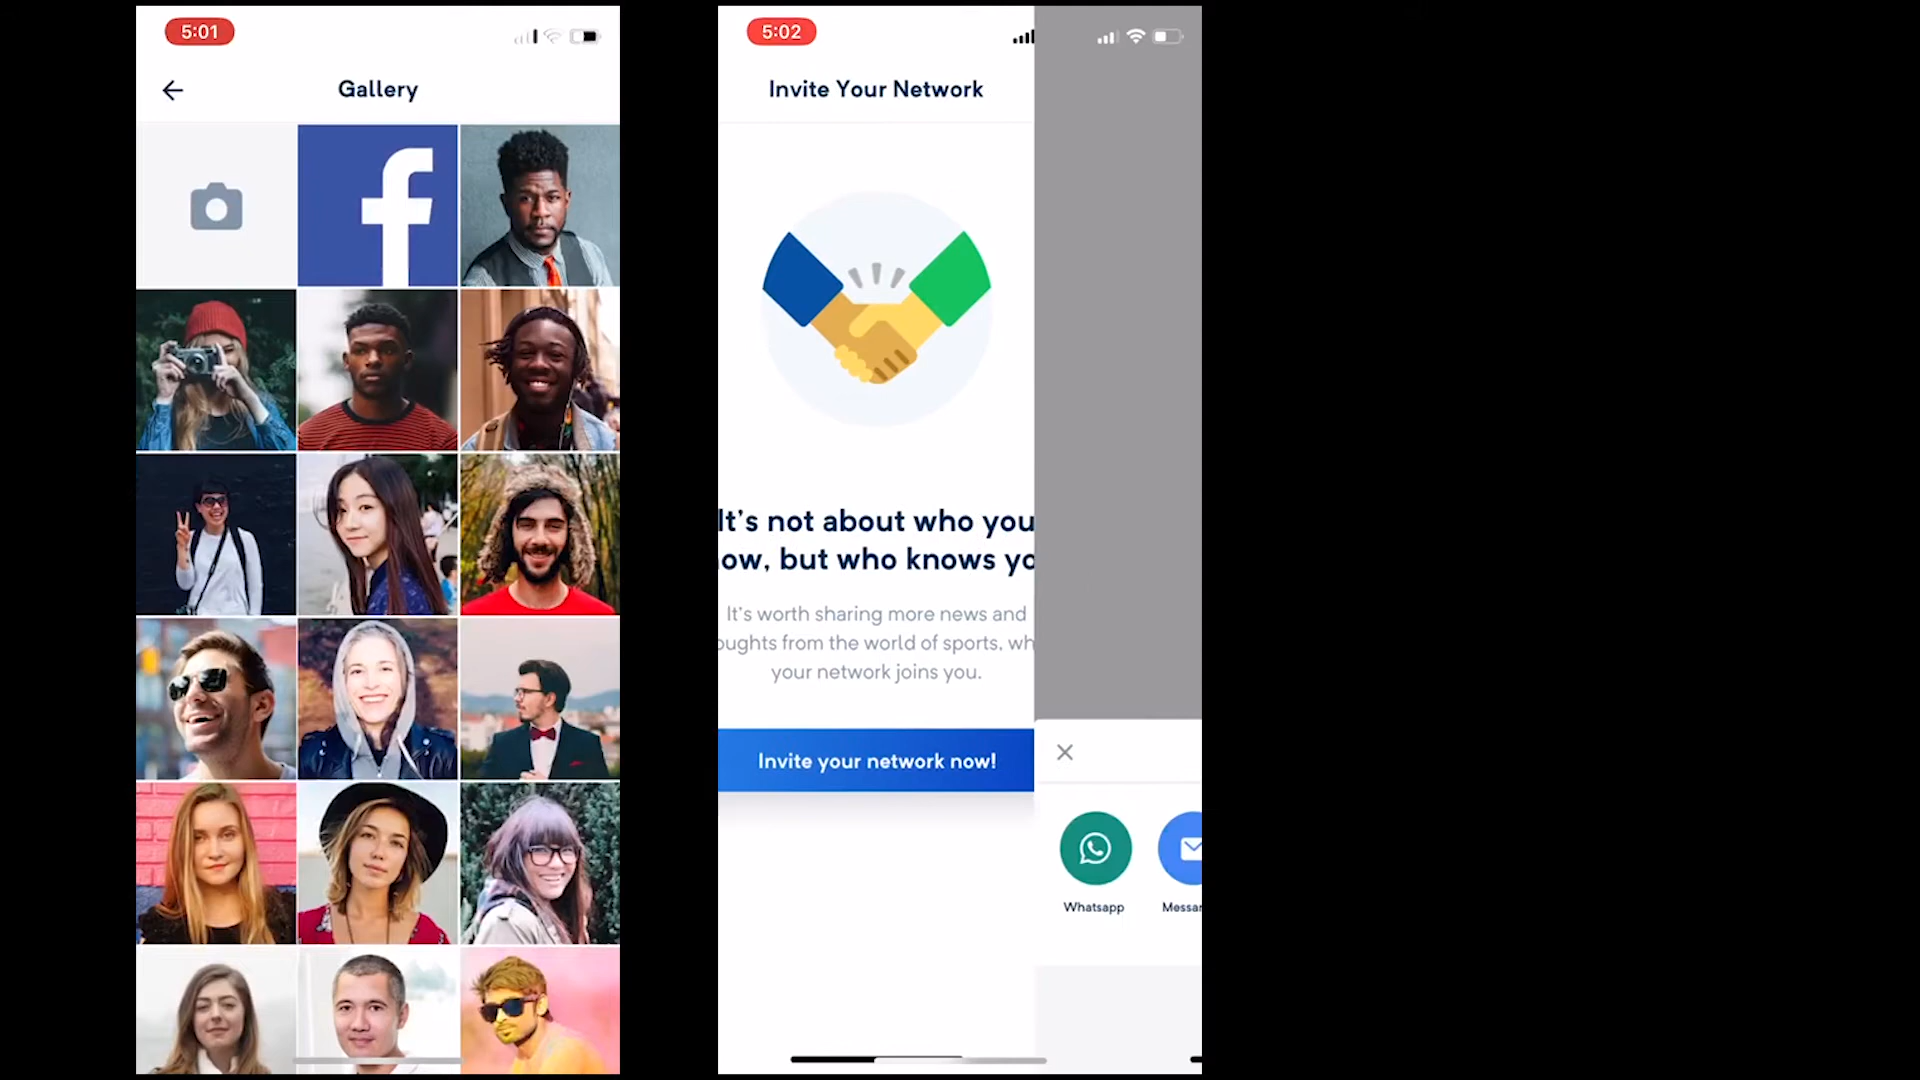 5:01
Gallery
f
5:02
Invite Your Network
It's not about who you
ow, but who knows yo
It's worth sharing more news and
oughts from the world of sports, wh
your network joins you.
Invite your network now!
Whatsapp
Messa